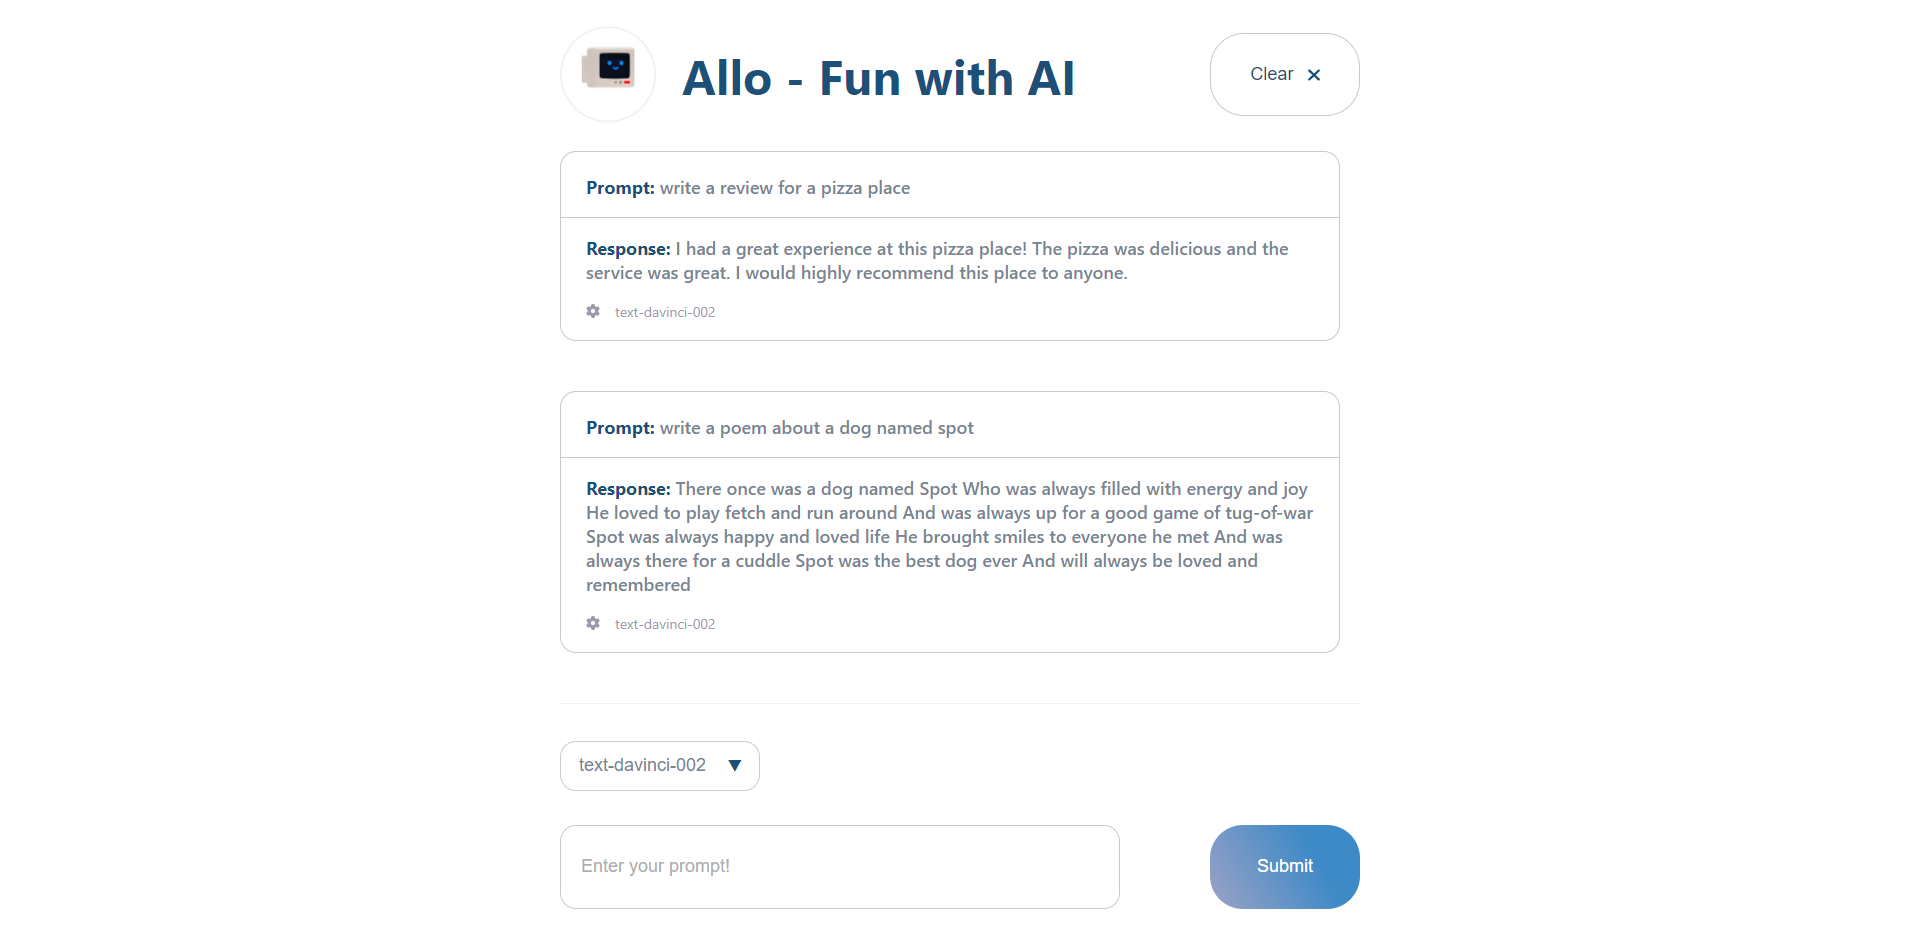 Allo - Fun with AI
Clear ✕
Prompt: write a review for a pizza place
Response: I had a great experience at this pizza place! The pizza was delicious and the
service was great. I would highly recommend this place to anyone.
text-davinci-002
Prompt: write a poem about a dog named spot
Response: There once was a dog named Spot Who was always filled with energy and joy
He loved to play fetch and run around And was always up for a good game of tug-of-war
Spot was always happy and loved life He brought smiles to everyone he met And was
always there for a cuddle Spot was the best dog ever And will always be loved and
remembered
text-davinci-002
text-davinci-002 ▼
Enter your prompt!
Submit